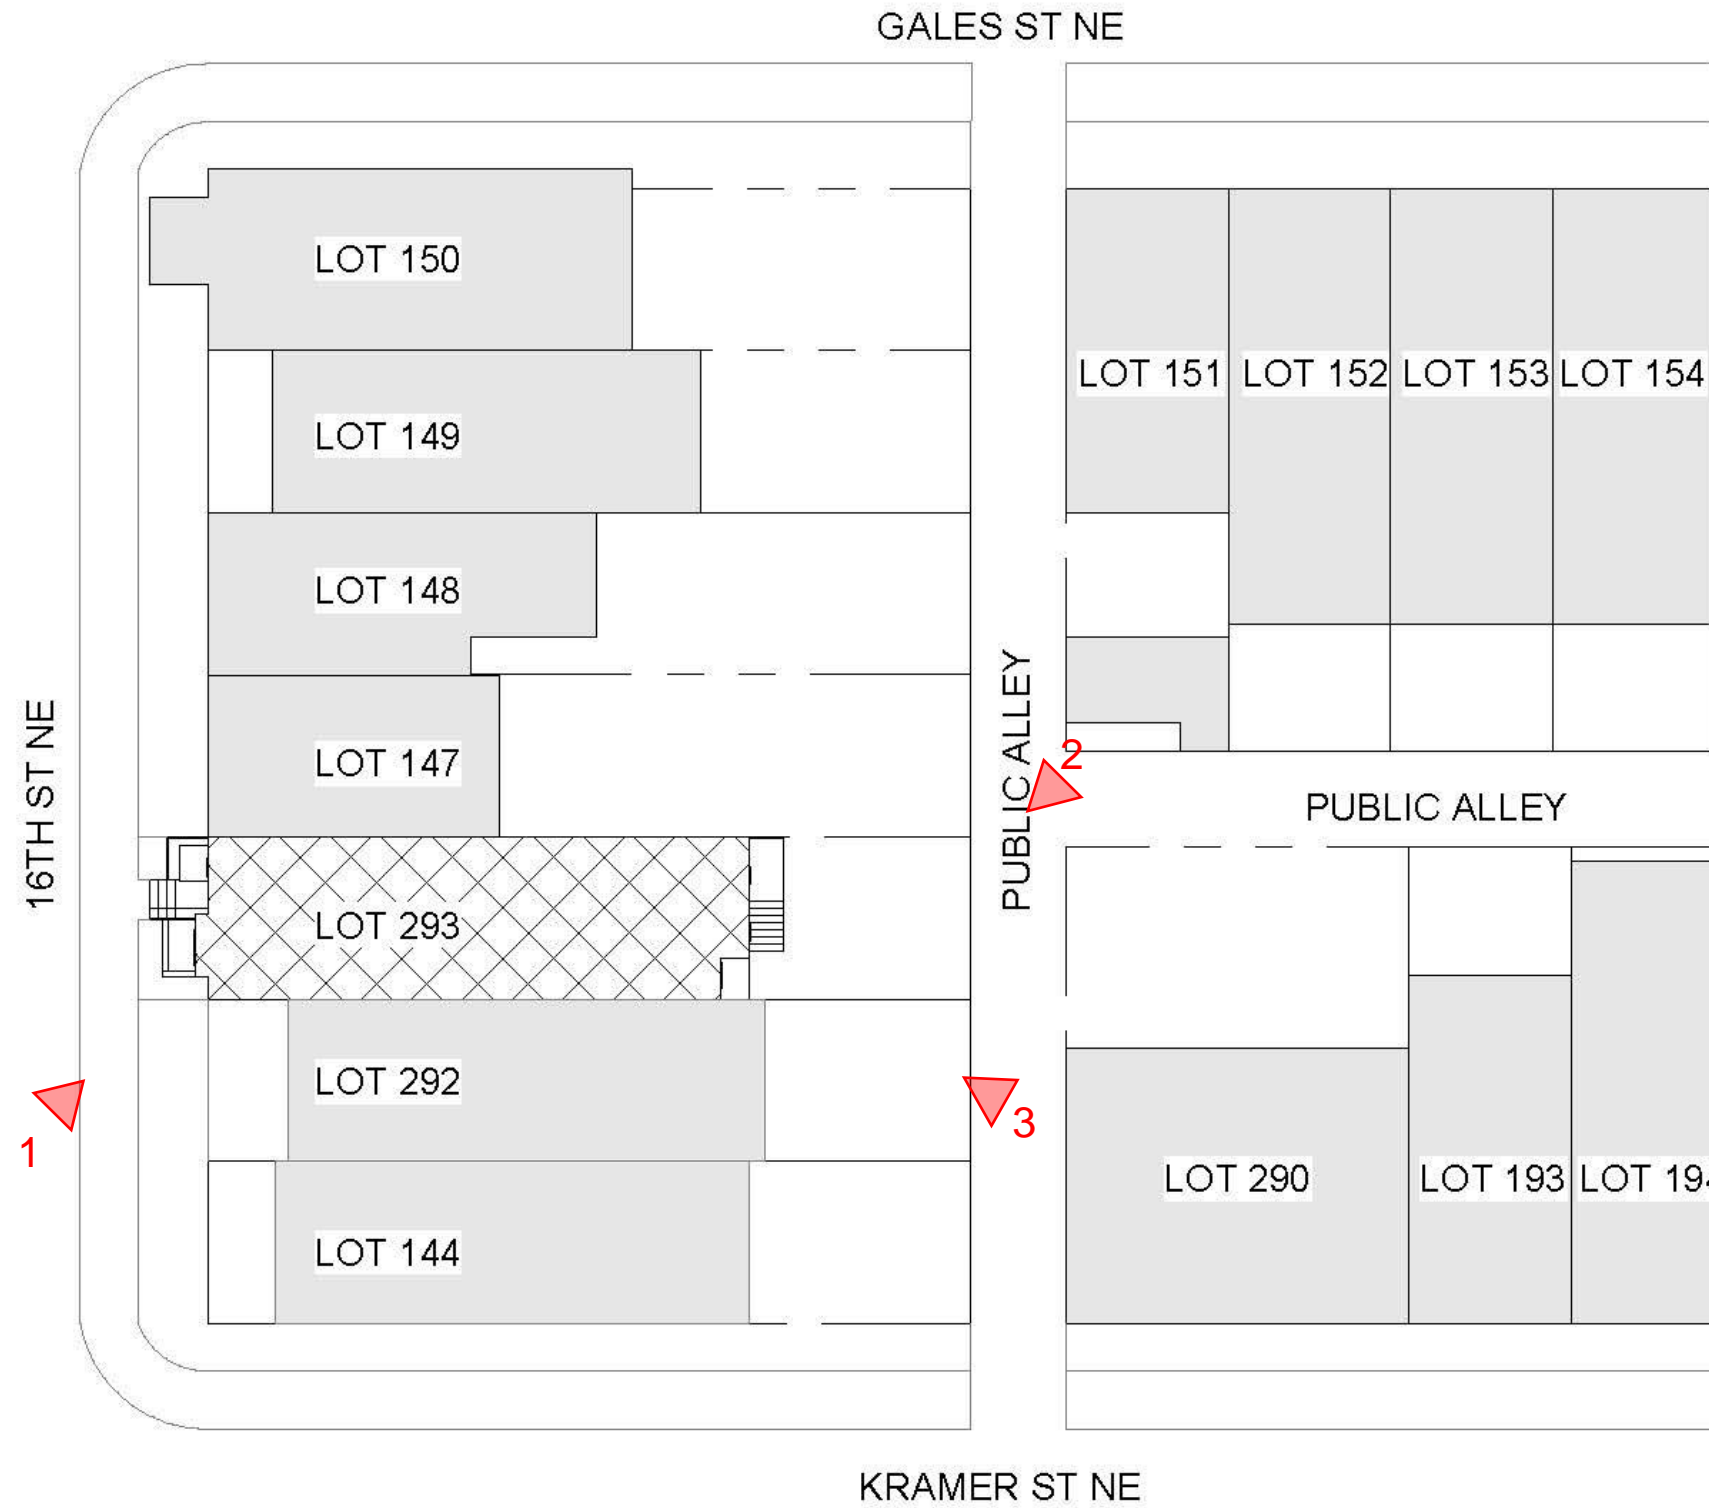 GALES ST NE
LOT 150
LOT 151
LOT 152
LOT 153
LOT 154
LOT 149
LOT 148
16TH ST NE
PUBLIC ALLEY
LOT 147
2
PUBLIC ALLEY
LOT 293
LOT 292
1
3
LOT 290
LOT 193
LOT 194
LOT 144
KRAMER ST NE